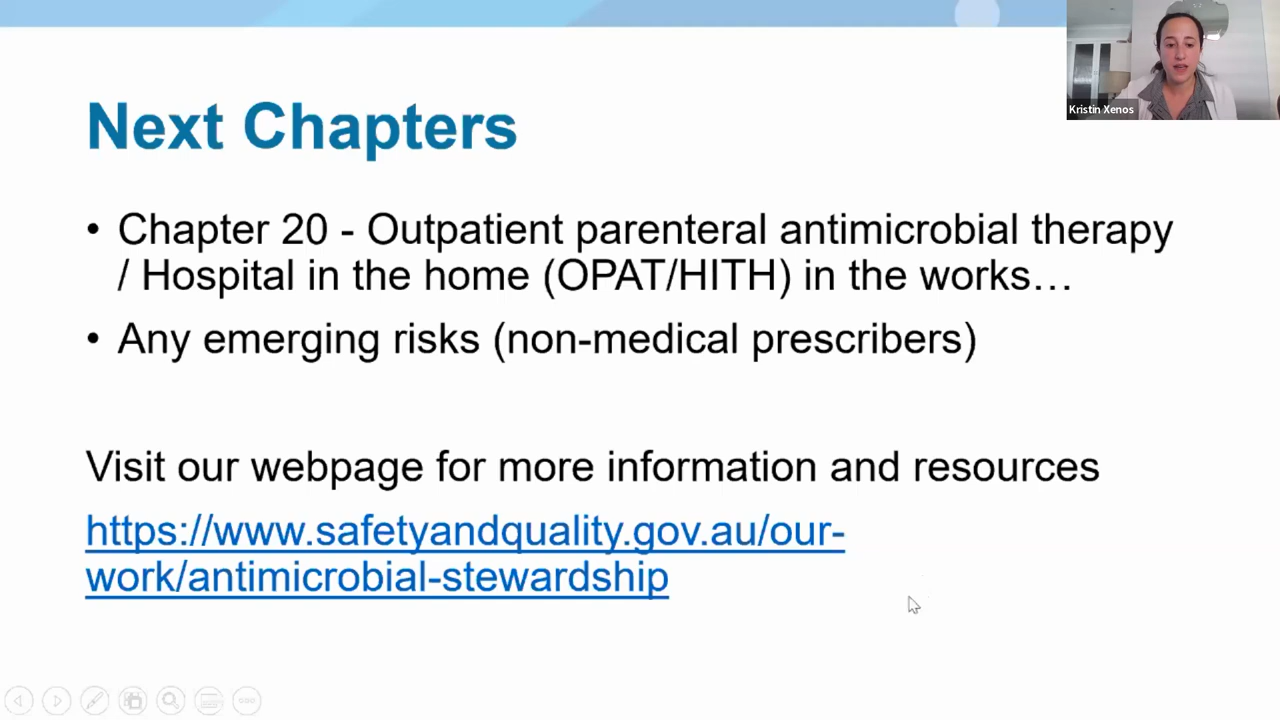 Kristin Xenos
Next Chapters
• Chapter 20 - Outpatient parenteral antimicrobial therapy
/ Hospital in the home (OPAT/HITH) in the works…
• Any emerging risks (non-medical prescribers)
Visit our webpage for more information and resources
https://www.safetyandquality.gov.au/our-
work/antimicrobial-stewardship